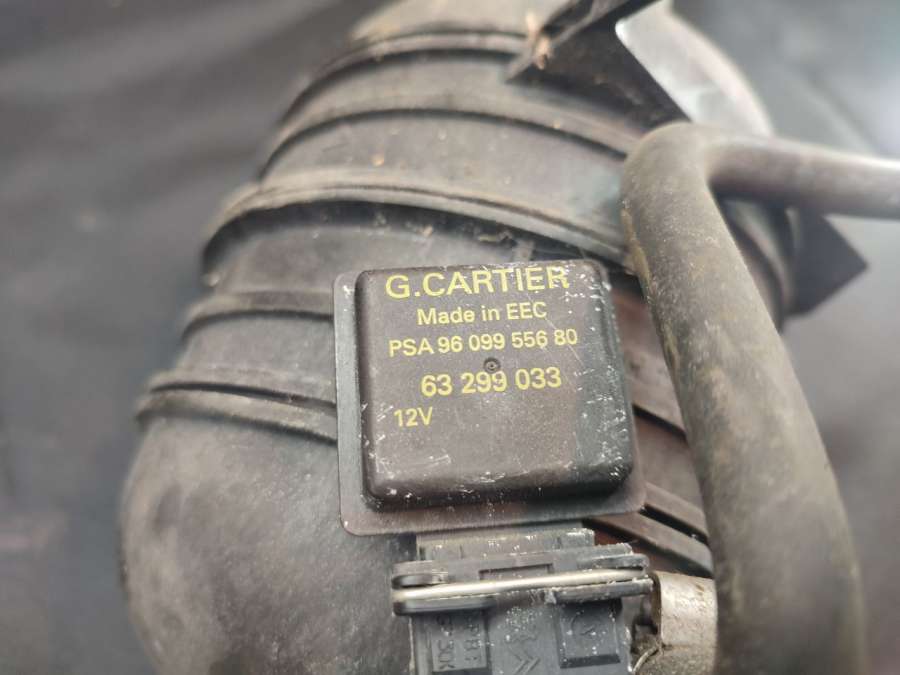 G.CARTIER
Made in EEC
PSA 96 099 556 80
63 299 033
12V